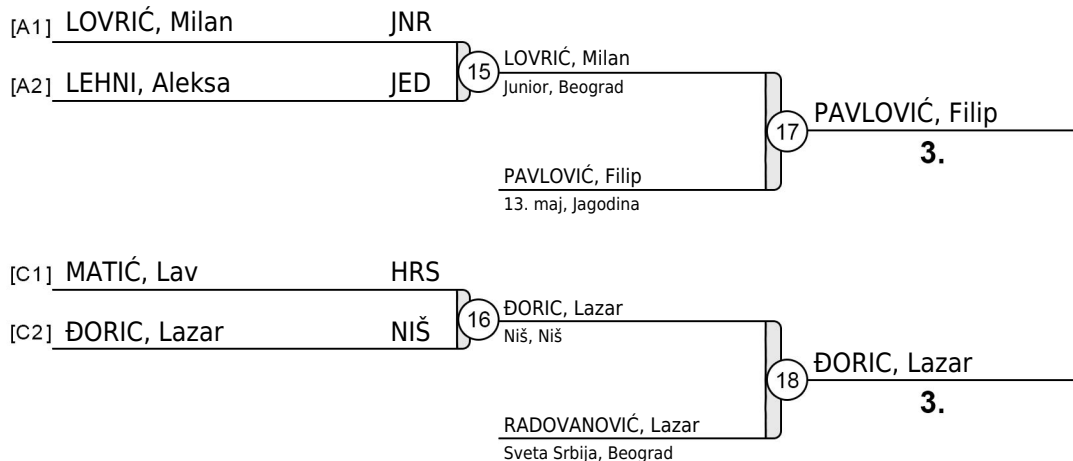 [A1] LOVRIĆ, Milan JNR
[A2] LEHNI, Aleksa JED
15
LOVRIĆ, Milan
Junior, Beograd
PAVLOVIĆ, Filip
13. maj, Jagodina
17
PAVLOVIĆ, Filip
3.
[C1] MATIĆ, Lav HRS
[C2] ĐORIC, Lazar NIŠ
16
ĐORIC, Lazar
Niš, Niš
RADOVANOVIĆ, Lazar
Sveta Srbija, Beograd
18
ĐORIC, Lazar
3.